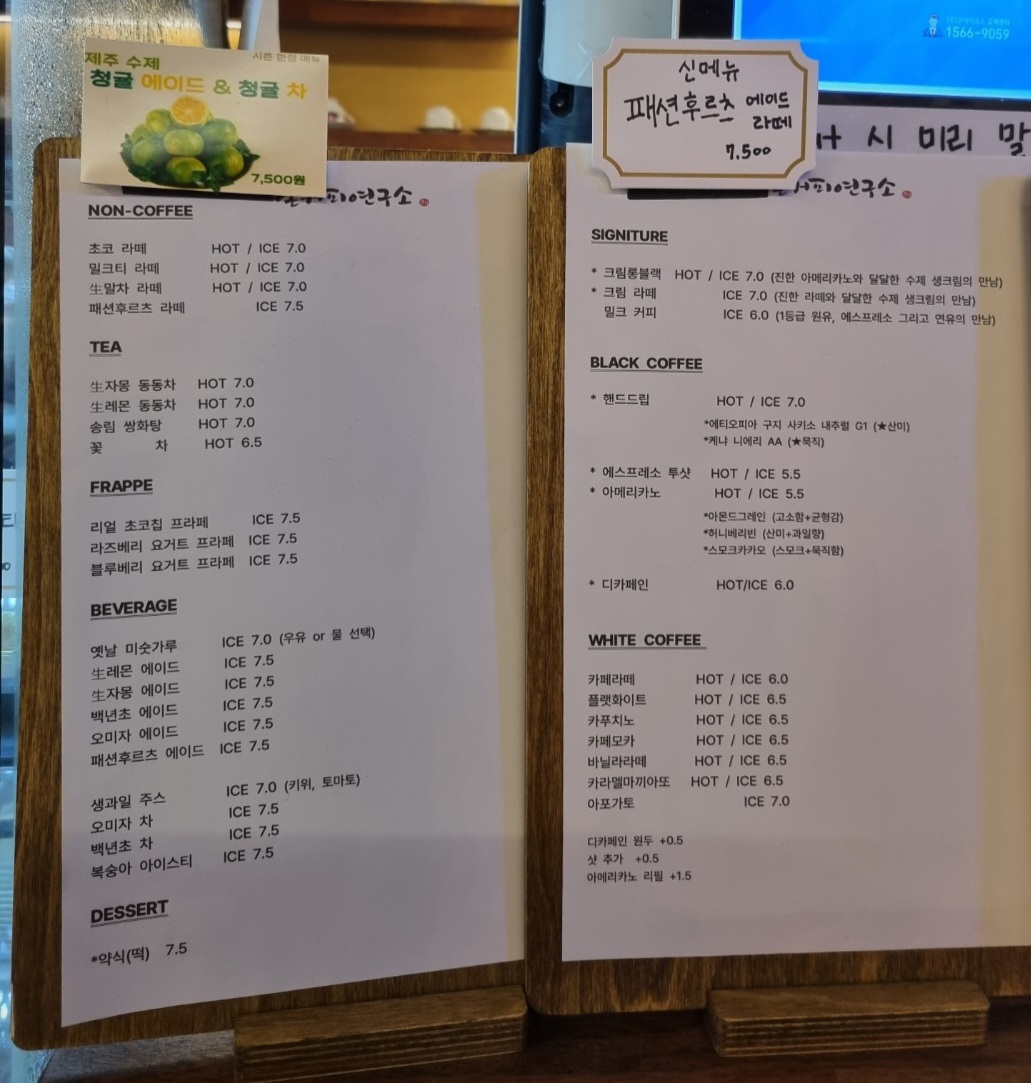 제주 수제
시즌 한정 메뉴
청귤 에이드 & 청귤 차
7,500원
커피연구소
NON-COFFEE
초코 라떼 HOT / ICE 7.0
밀크티 라떼 HOT / ICE 7.0
生말차 라떼 HOT / ICE 7.0
패션후르츠 라떼 ICE 7.5
TEA
生자몽 동동차 HOT 7.0
生레몬 동동차 HOT 7.0
송림 쌍화탕 HOT 7.0
꽃 차 HOT 6.5
FRAPPE
리얼 초코칩 프라페 ICE 7.5
라즈베리 요거트 프라페 ICE 7.5
블루베리 요거트 프라페 ICE 7.5
BEVERAGE
옛날 미숫가루 ICE 7.0 (우유 or 물 선택)
生레몬 에이드 ICE 7.5
生자몽 에이드 ICE 7.5
백년초 에이드 ICE 7.5
오미자 에이드 ICE 7.5
패션후르츠 에이드 ICE 7.5
생과일 주스 ICE 7.0 (키위, 토마토)
오미자 차 ICE 7.5
백년초 차 ICE 7.5
복숭아 아이스티 ICE 7.5
DESSERT
*약식(떡) 7.5
1566-9059
신메뉴
패션후르츠 에이드
라떼
7.500
시 미리 말
커피연구소
SIGNITURE
* 크림롱블랙 HOT / ICE 7.0 (진한 아메리카노와 달달한 수제 생크림의 만남)
* 크림 라떼 ICE 7.0 (진한 라떼와 달달한 수제 생크림의 만남)
밀크 커피 ICE 6.0 (1등급 원유, 에스프레소 그리고 연유의 만남)
BLACK COFFEE
* 핸드드립 HOT / ICE 7.0
*에티오피아 구지 사키소 내추럴 G1 (★산미)
*케냐 니에리 AA (★묵직)
* 에스프레소 투샷 HOT / ICE 5.5
* 아메리카노 HOT / ICE 5.5
*아몬드그레인 (고소함+균형감)
*허니베리빈 (산미+과일향)
*스모크카카오 (스모크+묵직함)
* 디카페인 HOT/ICE 6.0
WHITE COFFEE
카페라떼 HOT / ICE 6.0
플랫화이트 HOT / ICE 6.5
카푸치노 HOT / ICE 6.5
카페모카 HOT / ICE 6.5
바닐라라떼 HOT / ICE 6.5
카라멜마끼아또 HOT / ICE 6.5
아포가토 ICE 7.0
디카페인 원두 +0.5
샷 추가 +0.5
아메리카노 리필 +1.5